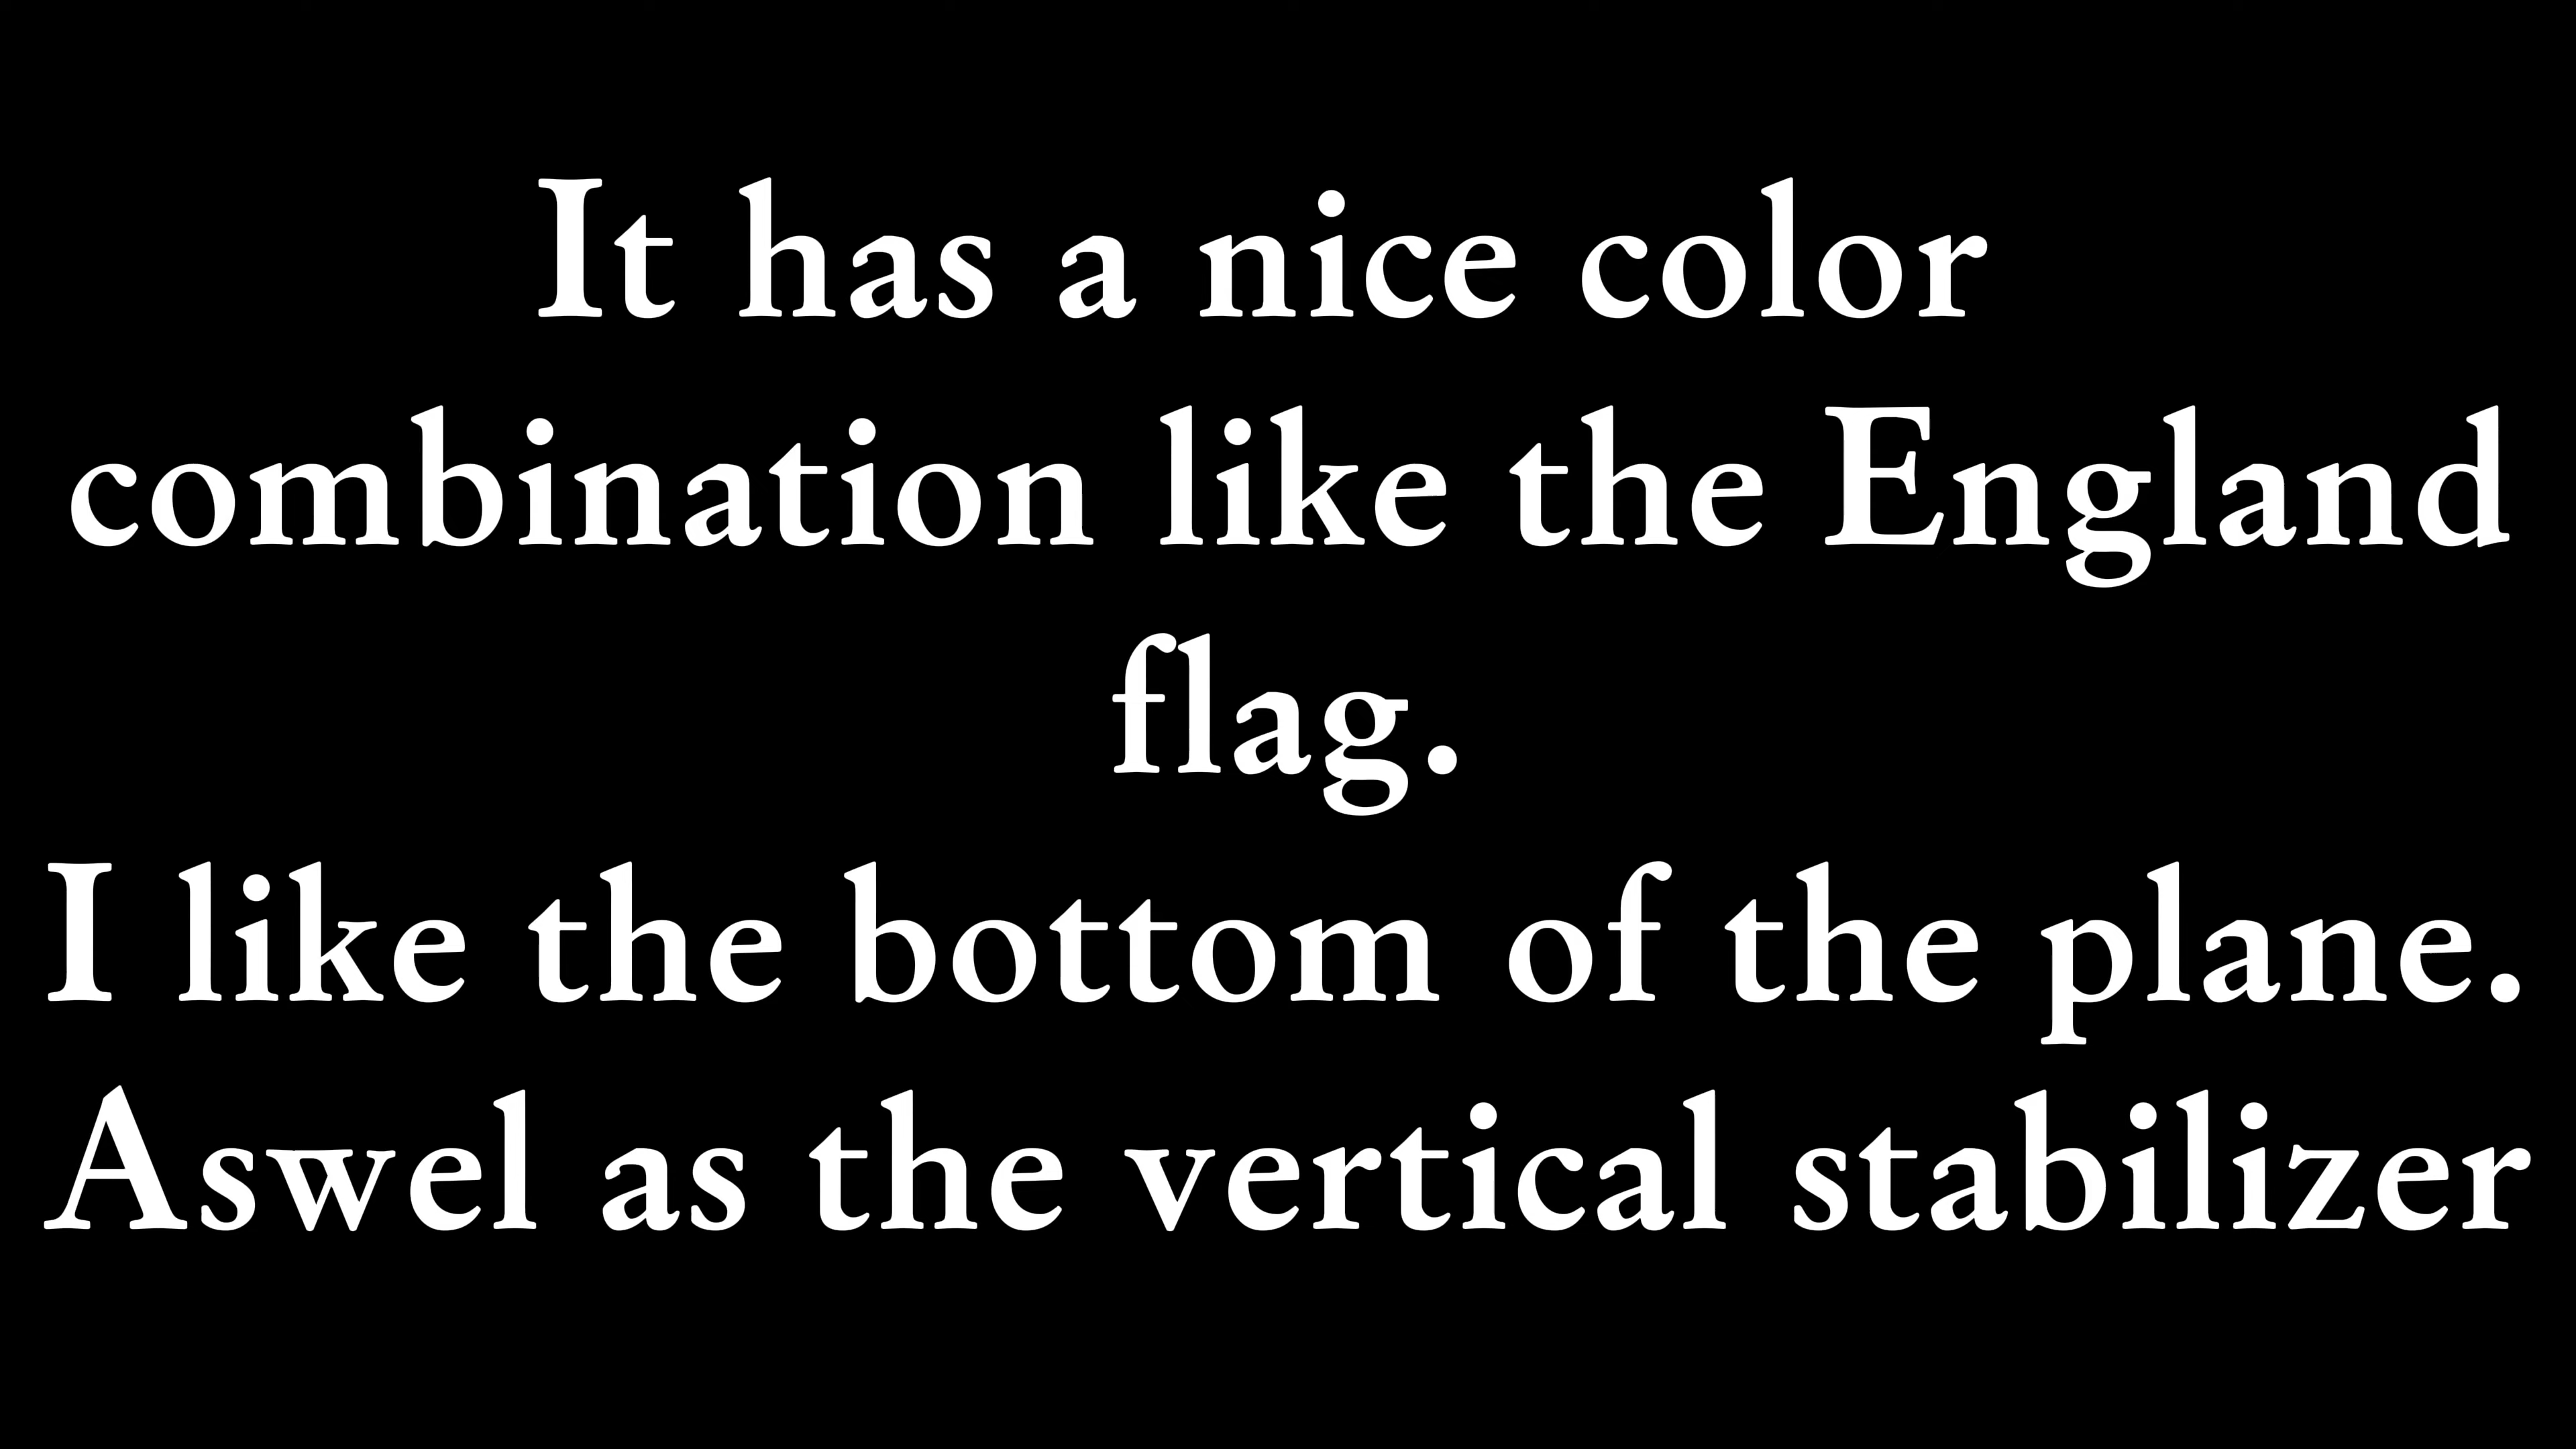 It has a nice color
combination like the England
flag.
I like the bottom of the plane.
Aswel as the vertical stabilizer